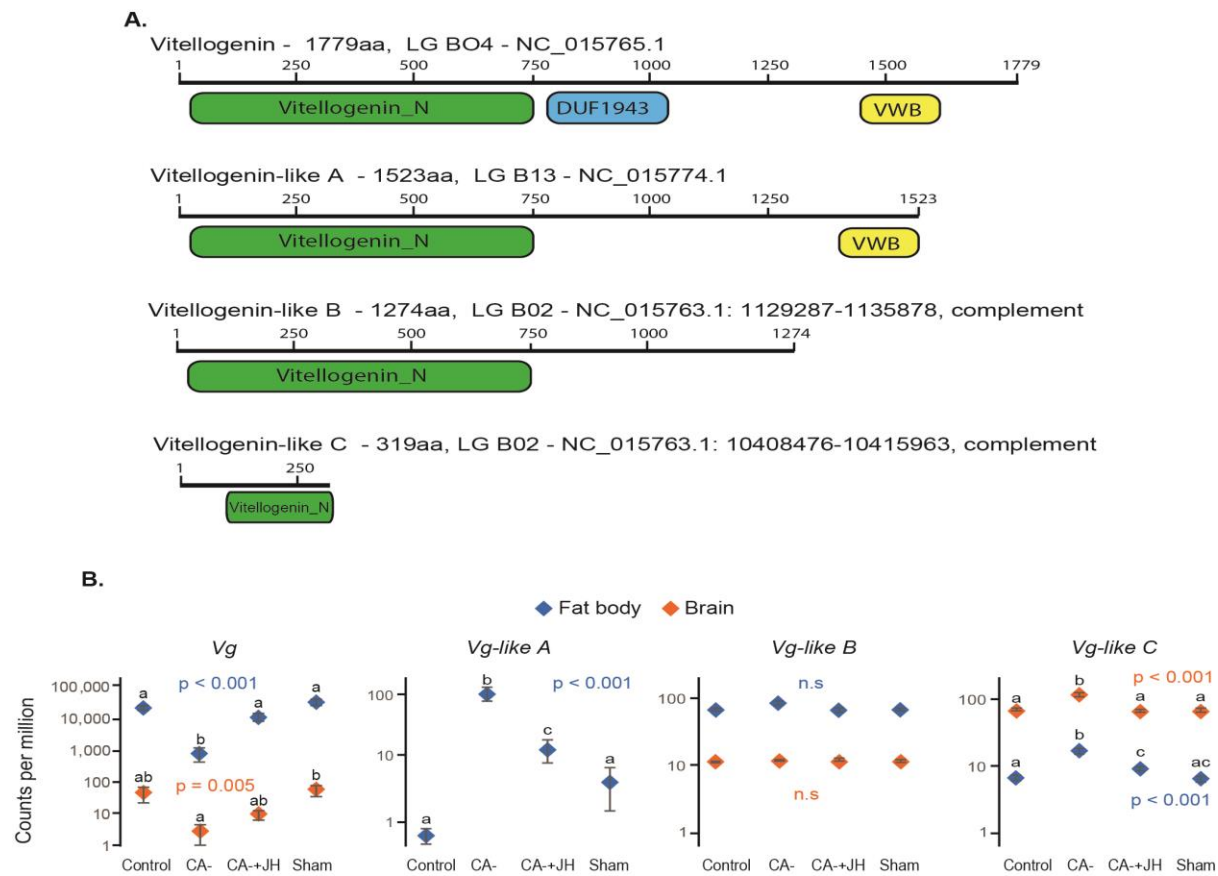 A.
Vitellogenin - 1779aa, LG BO4 - NC_015765.1
1 250 500 750 1000 1250 1500 1779
Vitellogenin_N DUF1943 VWB
Vitellogenin-like A - 1523aa, LG B13 - NC_015774.1
1 250 500 750 1000 1250 1523
Vitellogenin_N VWB
Vitellogenin-like B - 1274aa, LG B02 - NC_015763.1: 1129287-1135878, complement
1 250 500 750 1000 1274
Vitellogenin_N
Vitellogenin-like C - 319aa, LG B02 - NC_015763.1: 10408476-10415963, complement
1 250
Vitellogenin_N
B.
Fat body Brain
Counts per million
Vg
100,000
10,000
1,000
100
10
1
a b a a
p < 0.001
ab a ab b
p = 0.005
Control CA- CA-+JH Sham
Vg-like A
100
10
1
a b c a
p < 0.001
Control CA- CA-+JH Sham
Vg-like B
100
10
1
n.s
n.s
Control CA- CA-+JH Sham
Vg-like C
100
10
1
a b a a
p < 0.001
a b c ac
p < 0.001
Control CA- CA-+JH Sham